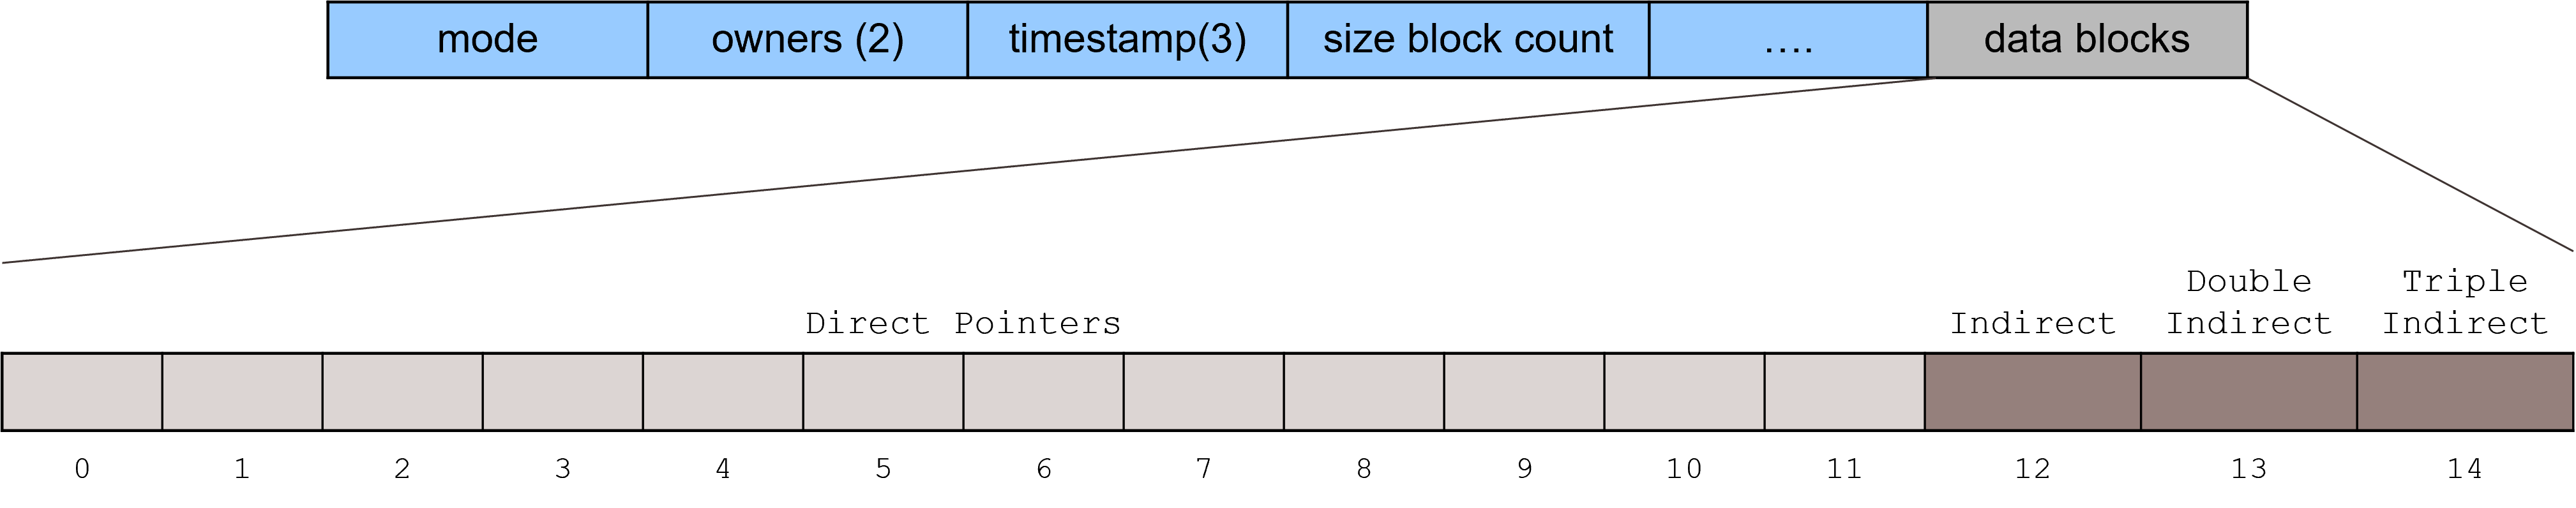 mode owners (2) timestamp(3) size block count .... data blocks
Direct Pointers Indirect Double Indirect Triple Indirect
0 1 2 3 4 5 6 7 8 9 10 11 12 13 14